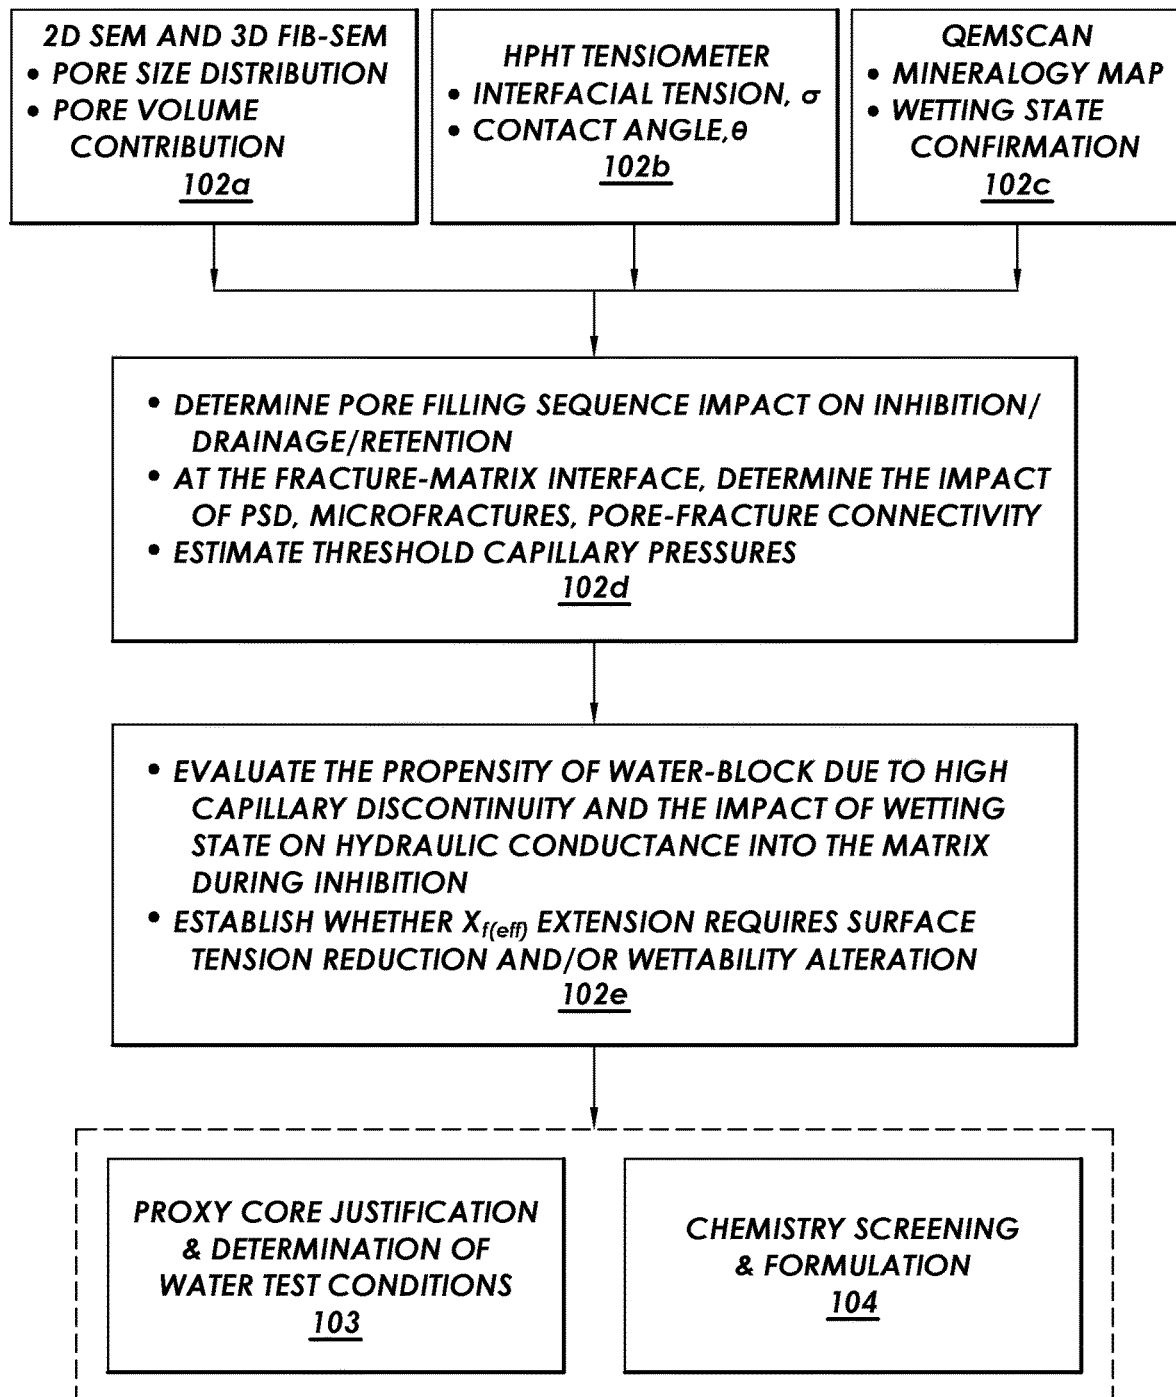 2D SEM AND 3D FIB-SEM
• PORE SIZE DISTRIBUTION
• PORE VOLUME
CONTRIBUTION
102a
HPHT TENSIOMETER
• INTERFACIAL TENSION, σ
• CONTACT ANGLE,θ
102b
QEMSCAN
• MINERALOGY MAP
• WETTING STATE
CONFIRMATION
102c
• DETERMINE PORE FILLING SEQUENCE IMPACT ON INHIBITION/
DRAINAGE/RETENTION
• AT THE FRACTURE-MATRIX INTERFACE, DETERMINE THE IMPACT
OF PSD, MICROFRACTURES, PORE-FRACTURE CONNECTIVITY
• ESTIMATE THRESHOLD CAPILLARY PRESSURES
102d
• EVALUATE THE PROPENSITY OF WATER-BLOCK DUE TO HIGH
CAPILLARY DISCONTINUITY AND THE IMPACT OF WETTING
STATE ON HYDRAULIC CONDUCTANCE INTO THE MATRIX
DURING INHIBITION
• ESTABLISH WHETHER Xf(eff) EXTENSION REQUIRES SURFACE
TENSION REDUCTION AND/OR WETTABILITY ALTERATION
102e
PROXY CORE JUSTIFICATION
& DETERMINATION OF
WATER TEST CONDITIONS
103
CHEMISTRY SCREENING
& FORMULATION
104